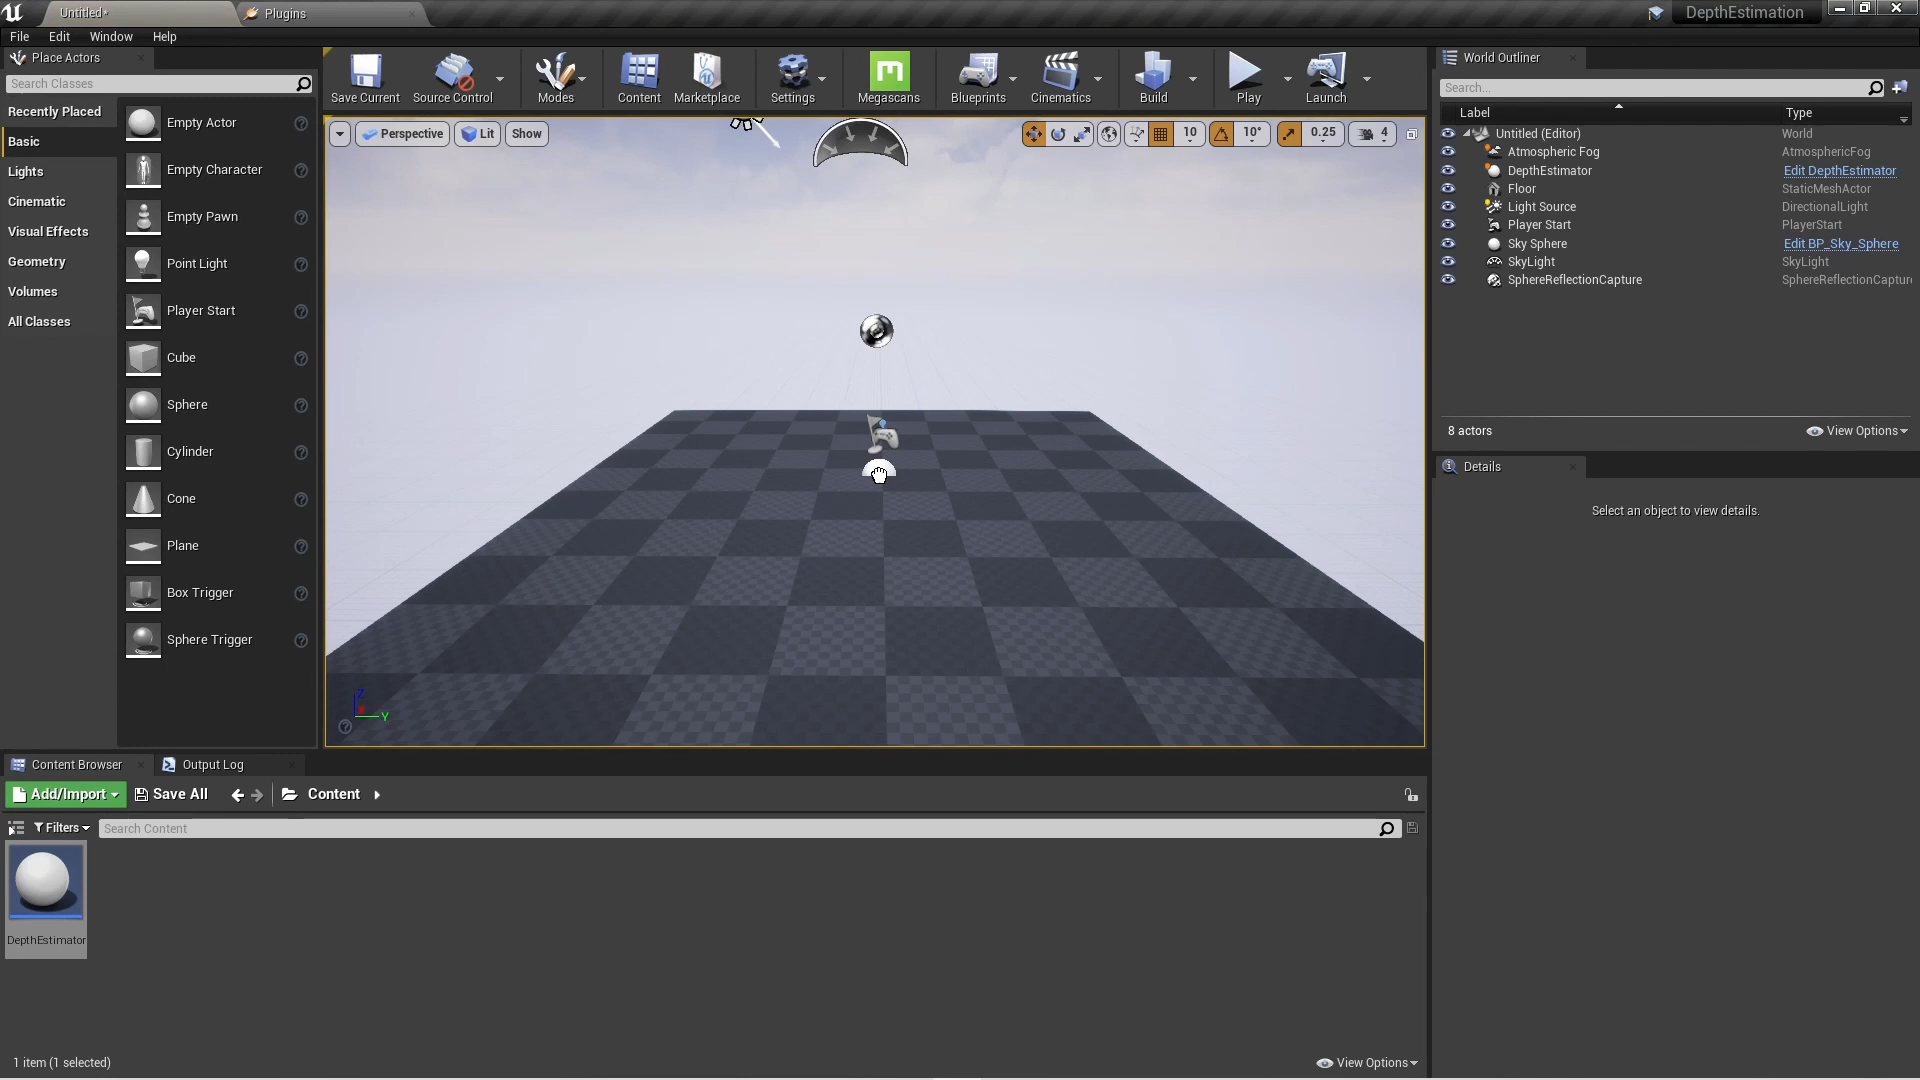 Untitled*
Plugins
DepthEstimation
File
Edit
Window
Help
Place Actors
Search Classes
Recently Placed
Basic
Lights
Cinematic
Visual Effects
Geometry
Volumes
All Classes
Empty Actor
Empty Character
Empty Pawn
Point Light
Player Start
Cube
Sphere
Cylinder
Cone
Plane
Box Trigger
Sphere Trigger
Save Current
Source Control
Modes
Content
Marketplace
Settings
Megascans
Blueprints
Cinematics
Build
Play
Launch
Perspective
Lit
Show
10
10°
0.25
4
Z
Y
World Outliner
Search...
Label
Type
Untitled (Editor)
World
Atmospheric Fog
AtmosphericFog
DepthEstimator
Edit DepthEstimator
Floor
StaticMeshActor
Light Source
DirectionalLight
Player Start
PlayerStart
Sky Sphere
Edit BP_Sky_Sphere
SkyLight
SkyLight
SphereReflectionCapture
SphereReflectionCapture
8 actors
View Options
Details
Select an object to view details.
Content Browser
Output Log
Add/Import
Save All
Content
Filters
Search Content
DepthEstimator
1 item (1 selected)
View Options